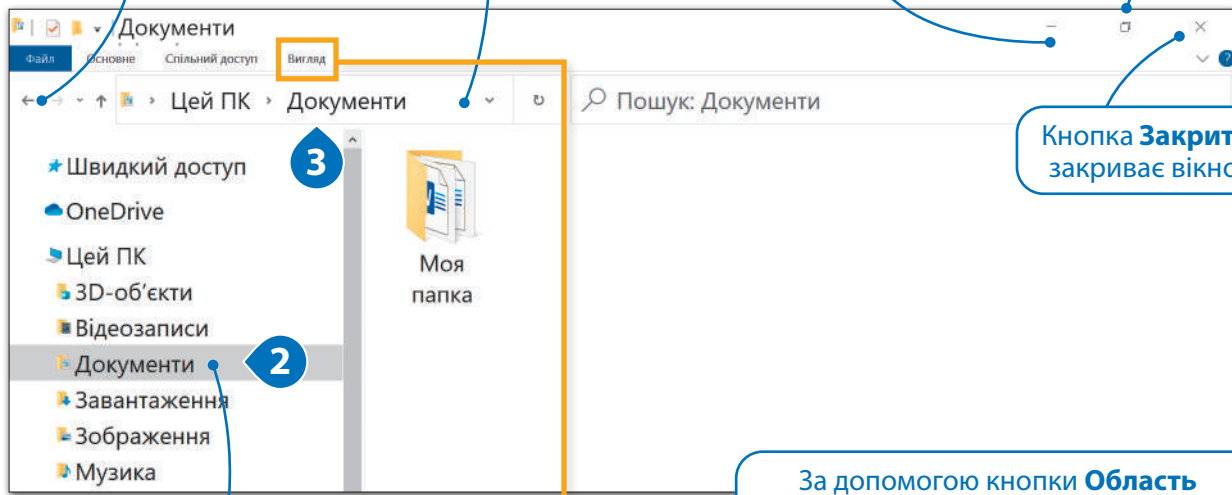 Документи
Файл Основне Спільний доступ Вигляд
Цей ПК › Документи
Пошук: Документи
?
3
Кнопка Закрит
закриває вікно
Швидкий доступ
OneDrive
Цей ПК
3D-об'єкти
Відеозаписи
Документи
2
Завантаження
Зображення
Музика
Моя
папка
За допомогою кнопки Область